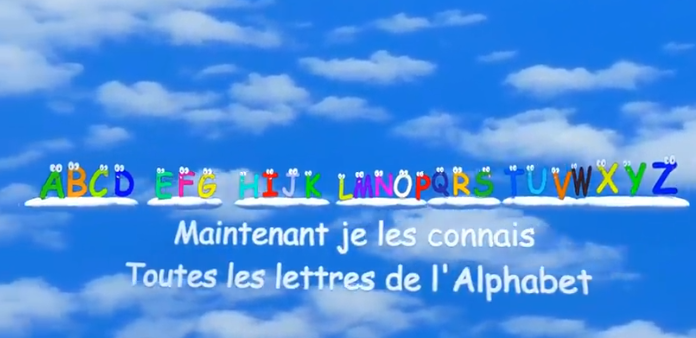 ABCD EFG HIJK LMNOPQRS TUVWXYZ
Maintenant je les connais
Toutes les lettres de l'Alphabet